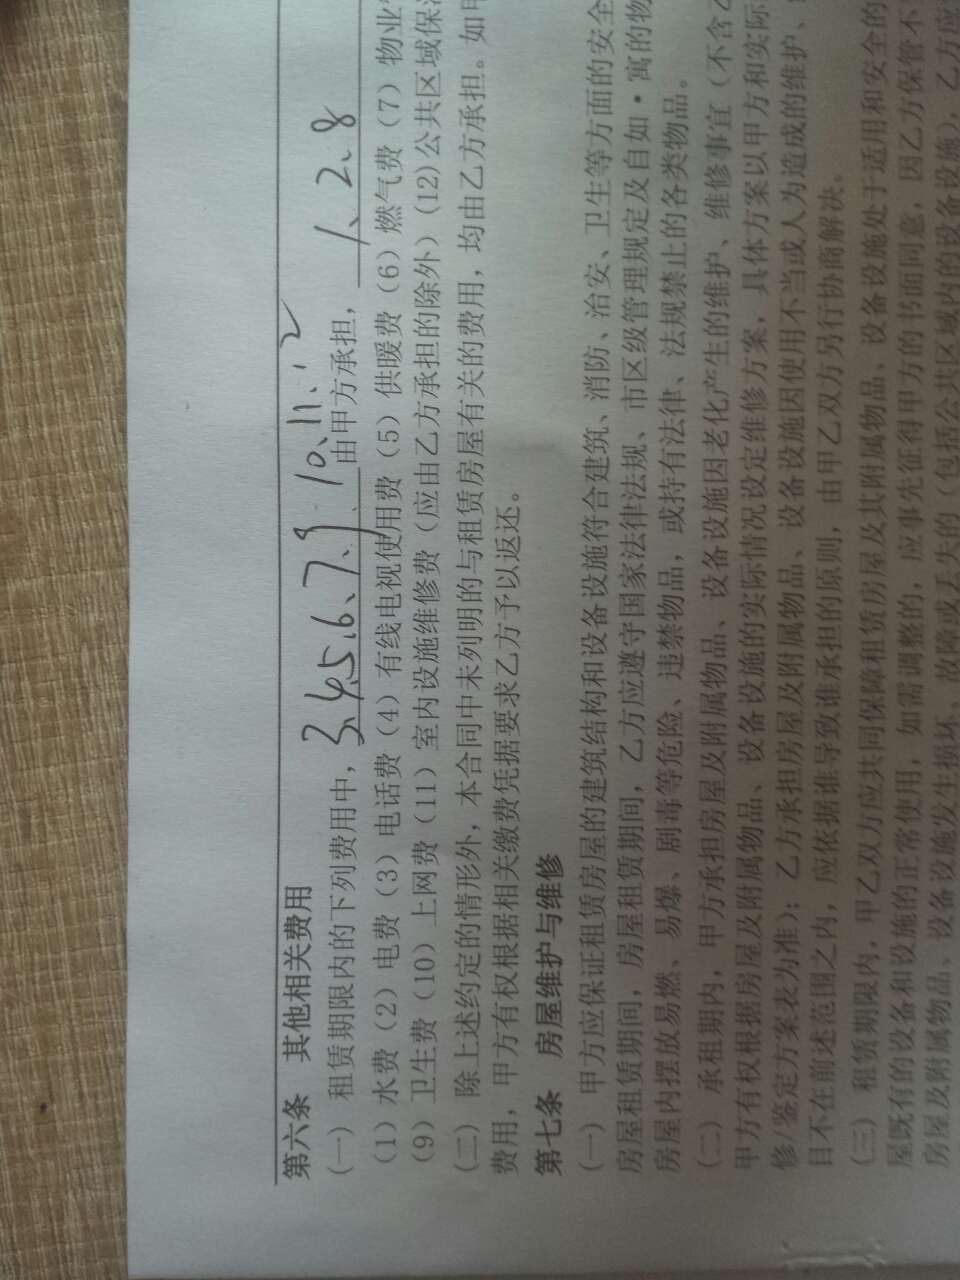 第六条 其他相关费用
(一) 租赁期限内的下列费用中，3、4、5、6、7、9、10、11、12由甲方承担，1、2、8
(1)水费(2)电费(3)电话费(4)有线电视使用费(5)供暖费(6)燃气费(7)物业
(9)卫生费(10)上网费(11)室内设施维修费(应由乙方承担的除外)(12)公共区域保
(二) 除上述约定的情形外，本合同中未列明的与租赁房屋有关的费用，均由乙方承担。如
费用，甲方有权根据相关缴费凭据要求乙方予以返还。
第七条 房屋维护与维修
(一) 甲方应保证租赁房屋的建筑结构和设备设施符合建筑、消防、治安、卫生等方面的安全
房屋租赁期间，房屋租赁期间，乙方应遵守国家法律法规、市区级管理规定及自如·寓的物
房屋内摆放易燃、易爆、剧毒等危险、违禁物品，或持有法律、法规禁止的各类物品。
(二) 承租期内，甲方承担房屋及附属物品、设备设施因老化产生的维护、维修事宜(不含
甲方有权根据房屋及附属物品、设备设施的实际情况设定维修方案，具体方案以甲方和实际
修/鉴定方案表为准)；乙方承担房屋及附属物品、设备设施因使用不当或人为造成的维护、
目不在前述范围之内，应依据谁导致谁承担的原则，由甲乙双方另行协商解决。
(三) 租赁期限内，甲乙双方应共同保障租赁房屋及其附属物品、设备设施处于适用和安全的
屋既有的设备和设施的正常使用，如需调整的，应事先征得甲方的书面同意，因乙方保管不
房屋及附属物品、设备设施发生损坏、故障或丢失的(包括公共区域内的设备设施)，乙方应